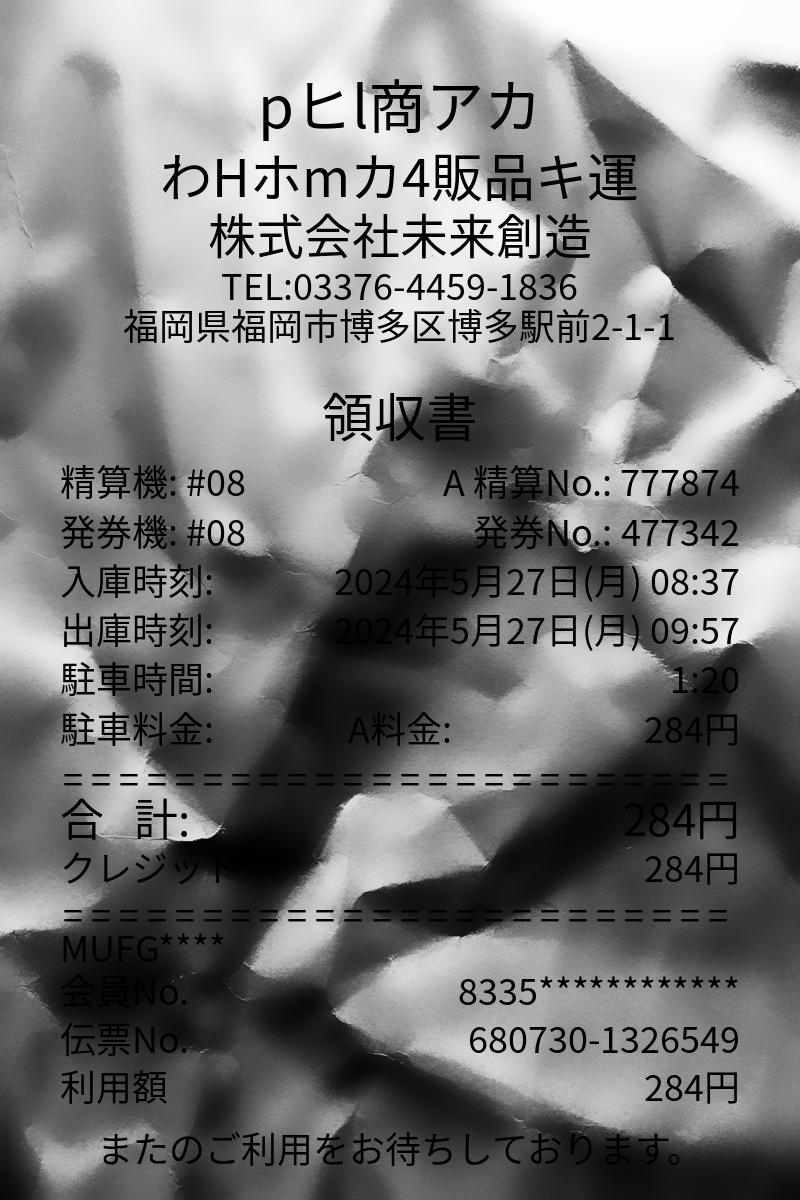 pヒl商アカ
わHホmカ4販品キ運
株式会社未来創造
TEL:03376-4459-1836
福岡県福岡市博多区博多駅前2-1-1
領収書
精算機: #08 A 精算No.: 777874
発券機: #08 発券No.: 477342
入庫時刻: 2024年5月27日(月) 08:37
出庫時刻: 2024年5月27日(月) 09:57
駐車時間: 1:20
駐車料金: A料金: 284円
========================
合 計: 284円
クレジット 284円
========================
MUFG****
会員No. 8335************
伝票No. 680730-1326549
利用額 284円
またのご利用をお待ちしております。